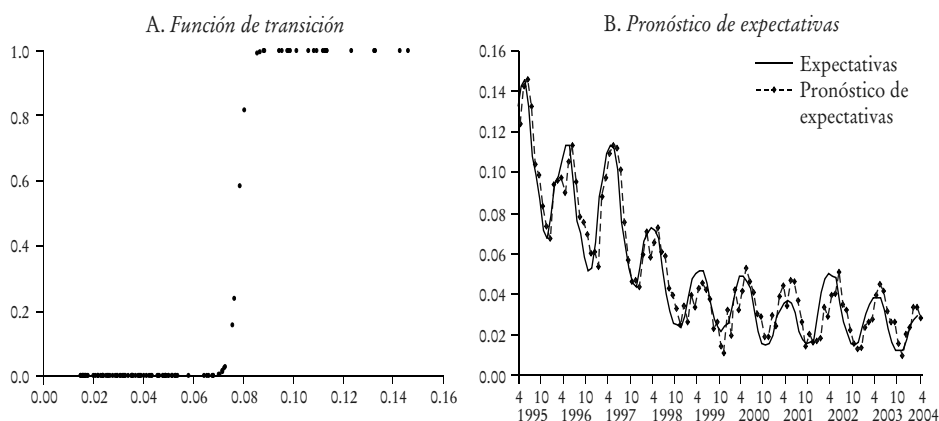 A. Función de transición
1.0
0.8
0.6
0.4
0.2
0.0
0.00 0.02 0.04 0.06 0.08 0.10 0.12 0.14 0.16
B. Pronóstico de expectativas
0.16
0.14
0.12
0.10
0.08
0.06
0.04
0.02
0.00
Expectativas
Pronóstico de
expectativas
4 10 4 10 4 10 4 10 4 10 4 10 4 10 4 10 4 10 4
1995 1996 1997 1998 1999 2000 2001 2002 2003 2004